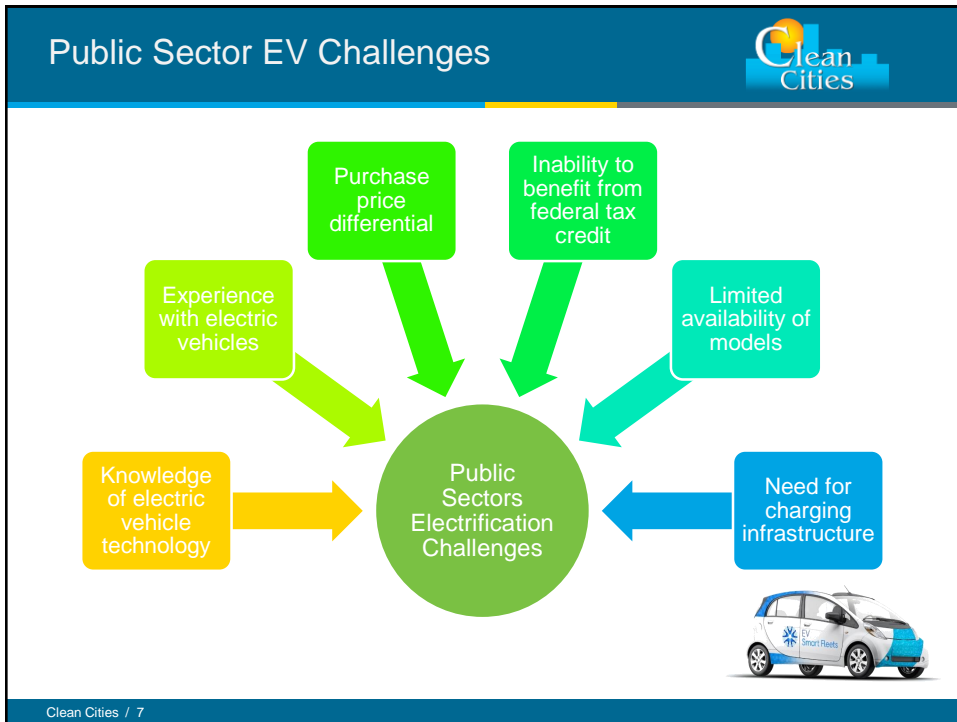 Public Sector EV Challenges
Clean
Cities
Purchase
price
differential
Inability to
benefit from
federal tax
credit
Experience
with electric
vehicles
Limited
availability of
models
Knowledge
of electric
vehicle
technology
Public
Sectors
Electrification
Challenges
Need for
charging
infrastructure
EV
Smart Fleets
Clean Cities / 7